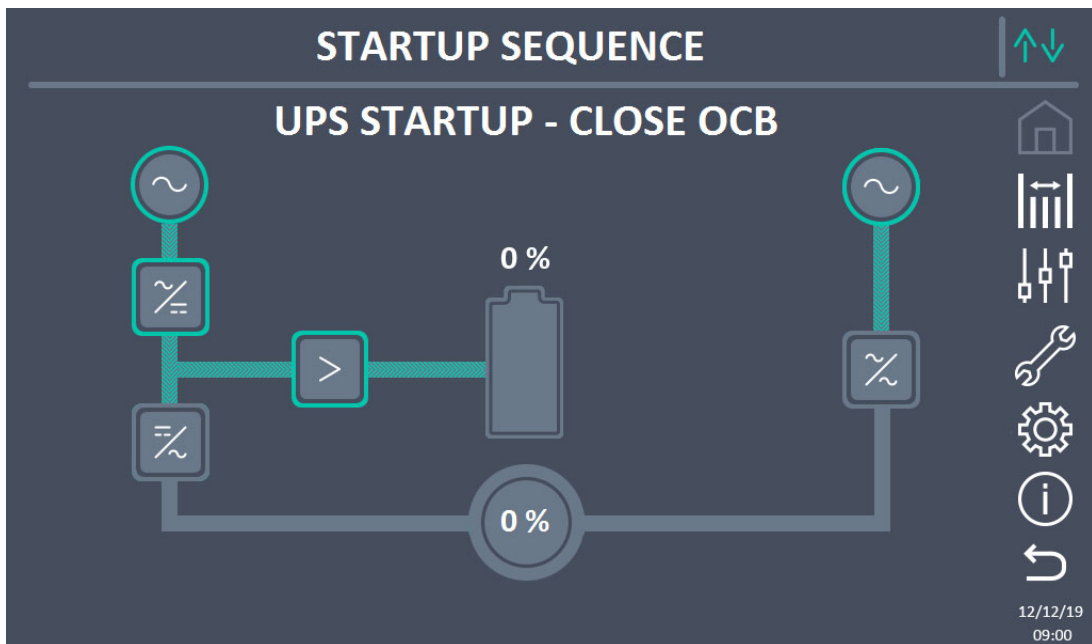 STARTUP SEQUENCE
UPS STARTUP - CLOSE OCB
0 %
0 %
12/12/19
09:00